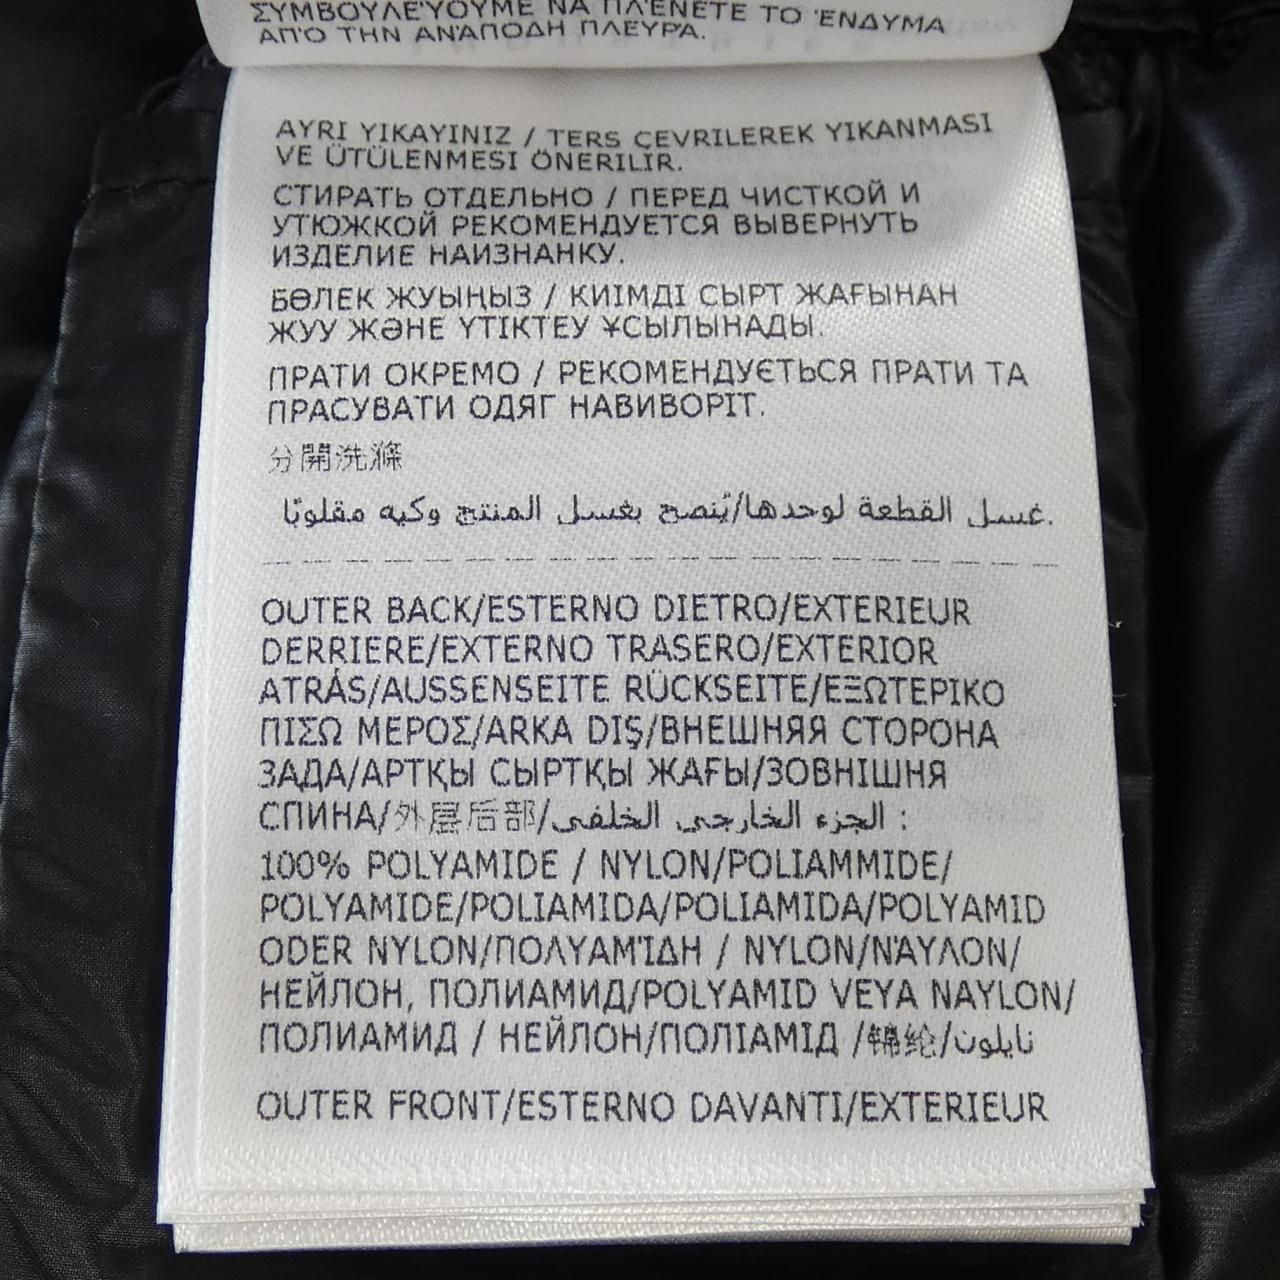 ΣΥΜΒΟΥΛΕΎΟΥΜΕ ΝΑ ΠΛΈΝΕΤΕ ΤΟ ΈΝΔΥΜΑ
ΑΠΌ ΤΗΝ ΑΝΆΠΟΔΗ ΠΛΕΥΡΆ.
AYRI YIKAYINIZ / TERS ÇEVRILEREK YIKANMASI
VE ÜTÜLENMESI ÖNERILIR.
СТИРАТЬ ОТДЕЛЬНО / ПЕРЕД ЧИСТКОЙ И
УТЮЖКОЙ РЕКОМЕНДУЕТСЯ ВЫВЕРНУТЬ
ИЗДЕЛИЕ НАИЗНАНКУ.
БӨЛЕК ЖУЫҢЫЗ / КИІМДІ СЫРТ ЖАҒЫНАН
ЖУУ ЖӘНЕ ҮТІКТЕУ ҰСЫЛЫНАДЫ.
ПРАТИ ОКРЕМО / РЕКОМЕНДУЄТЬСЯ ПРАТИ ТА
ПРАСУВАТИ ОДЯГ НАВИВОРІТ.
分開洗滌
غسل القطعة لوحدها/يُنصح بغسل المنتج وكيه مقلوبًا.
OUTER BACK/ESTERNO DIETRO/EXTERIEUR
DERRIERE/EXTERNO TRASERO/EXTERIOR
ATRÁS/AUSSENSEITE RÜCKSEITE/ΕΞΩΤΕΡΙΚΟ
ΠΙΣΩ ΜΕΡΟΣ/ARKA DIŞ/ВНЕШНЯЯ СТОРОНА
ЗАДА/АРТҚЫ СЫРТҚЫ ЖАҒЫ/ЗОВНІШНЯ
СПИНА/外层后部/الجزء الخارجي الخلفي :
100% POLYAMIDE / NYLON/POLIAMMIDE/
POLYAMIDE/POLIAMIDA/POLIAMIDA/POLYAMID
ODER NYLON/ΠΟΛΥΑΜΊΔΗ / NYLON/ΝΆΥΛΟΝ/
НЕЙЛОН, ПОЛИАМИД/POLYAMID VEYA NAYLON/
ПОЛИАМИД / НЕЙЛОН/ПОЛІАМІД /锦纶/نايلون
OUTER FRONT/ESTERNO DAVANTI/EXTERIEUR